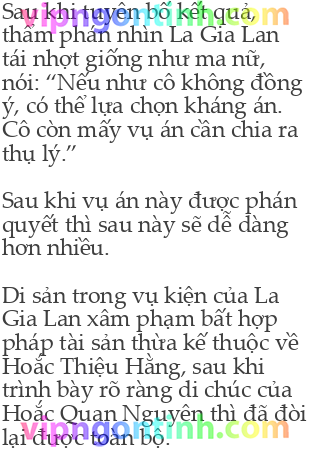 Sau khi tuyên bố kết quả,
vipngontinh.com
thẩm phán nhìn La Gia Lan
tái nhợt giống như ma nữ,
nói: “Nếu như cô không đồng
ý, có thể lựa chọn kháng án.
Cô còn mấy vụ án cần chia ra
thụ lý.”
Sau khi vụ án này được phán
quyết thì sau này sẽ dễ dàng
hơn nhiều.
Di sản trong vụ kiện của La
Gia Lan xâm phạm bất hợp
pháp tài sản thừa kế thuộc về
Hoắc Thiệu Hằng, sau khi
trình bày rõ ràng di chúc của
Hoắc Quan Nguyên thì đã đòi
vipngontinh.com
lại được toàn bộ.